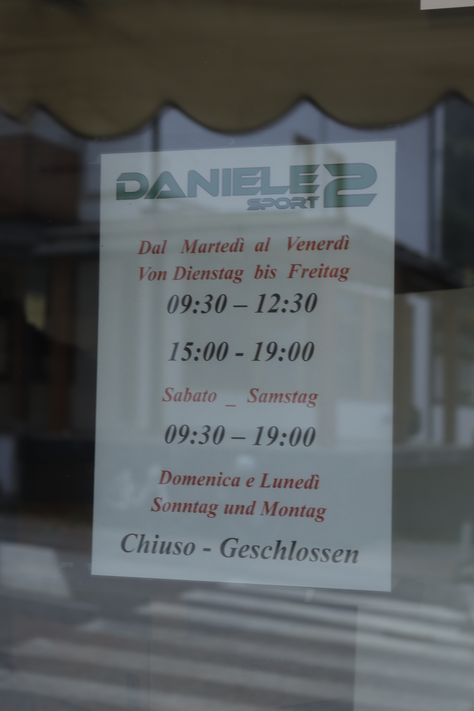 DANIELE 2
SPORT
Dal Martedì al Venerdì
Von Dienstag bis Freitag
09:30 – 12:30
15:00 - 19:00
Sabato _ Samstag
09:30 – 19:00
Domenica e Lunedì
Sonntag und Montag
Chiuso - Geschlossen